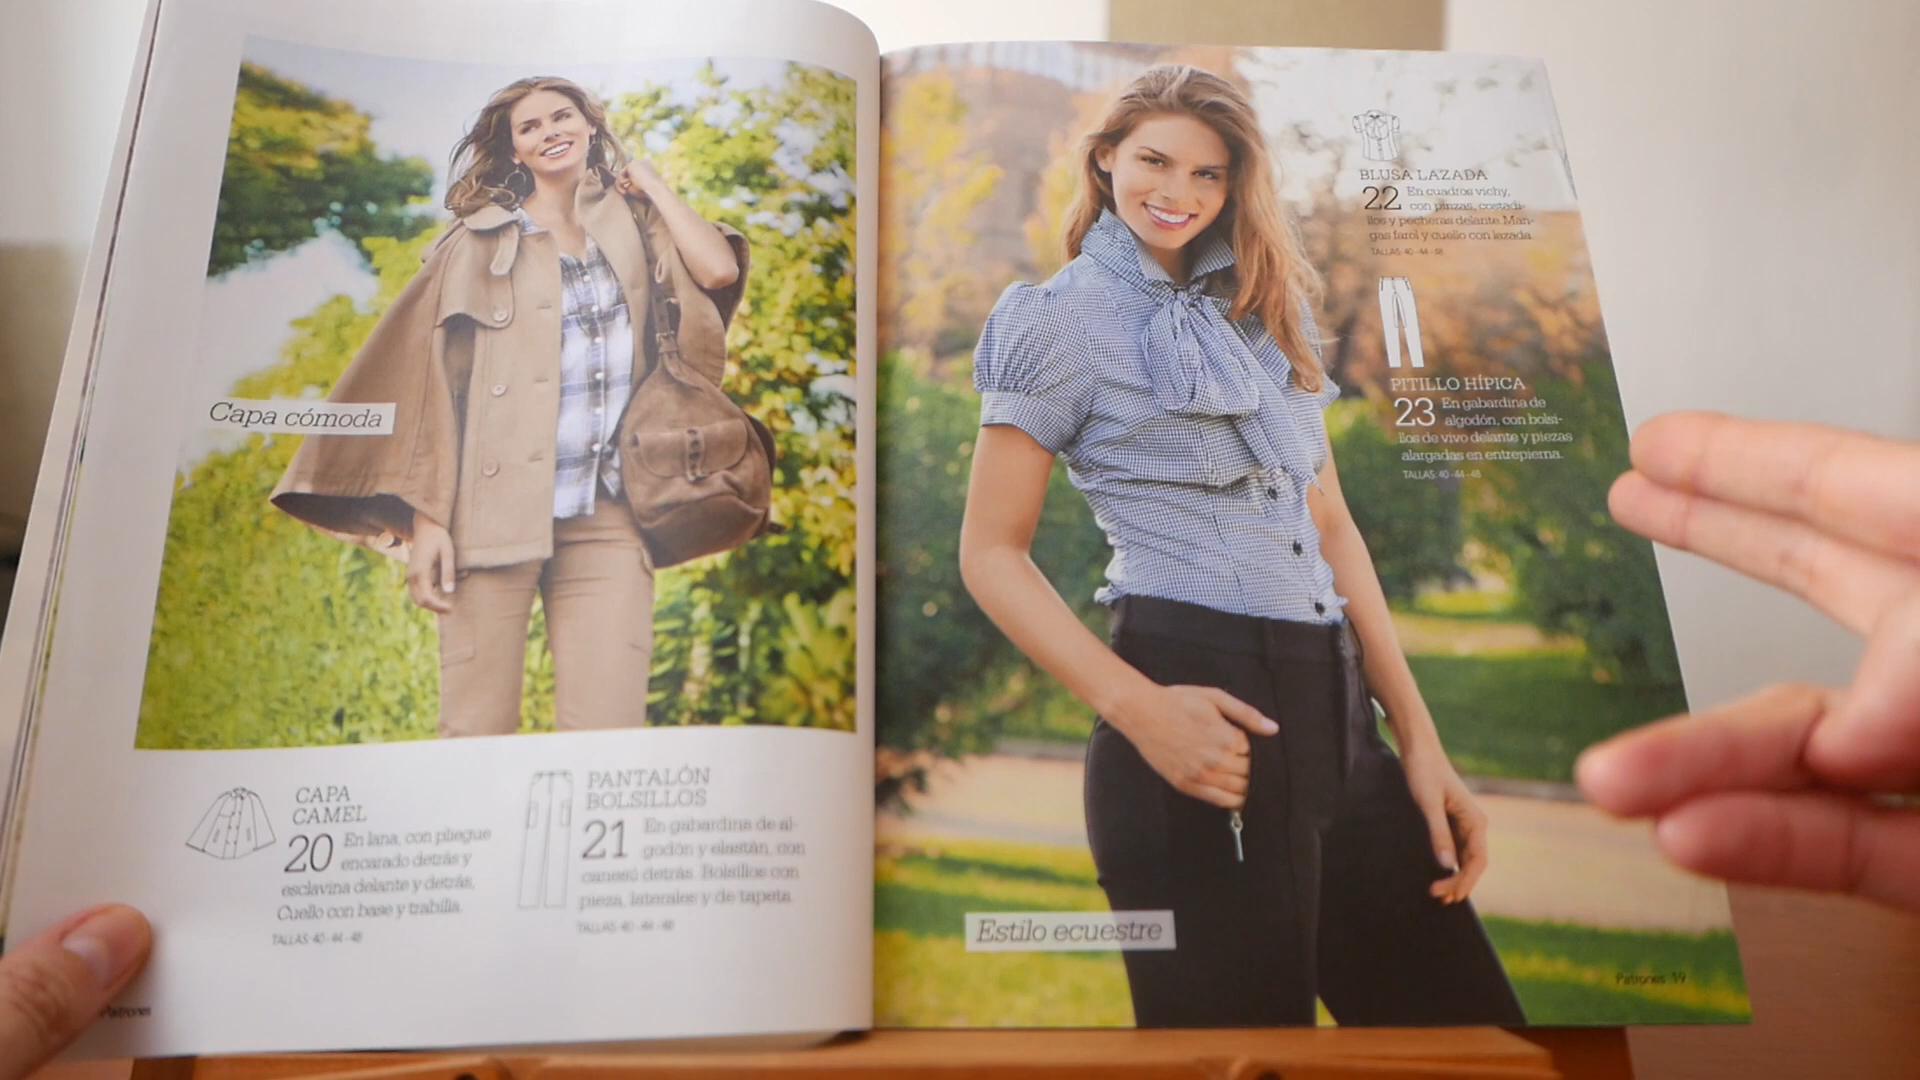 Capa cómoda
CAPA
CAMEL
20 En lana, con pliegue
encarado detrás y
esclavina delante y detrás.
Cuello con base y trabilla.
TALLAS: 40 - 44 - 48
PANTALÓN
BOLSILLOS
21 En gabardina de al-
godón y elastán, con
canesú detrás. Bolsillos con
pieza, laterales y de tapeta.
TALLAS: 40 - 44 - 48
Patrones
BLUSA LAZADA
22 En cuadros vichy,
con pinzas, costadi-
llos y pecheras delante. Man-
gas farol y cuello con lazada.
TALLAS: 40 - 44 - 48
PITILLO HÍPICA
23 En gabardina de
algodón, con bolsi-
llos de vivo delante y piezas
alargadas en entrepierna.
TALLAS: 40 - 44 - 48
Estilo ecuestre
Patrones 19